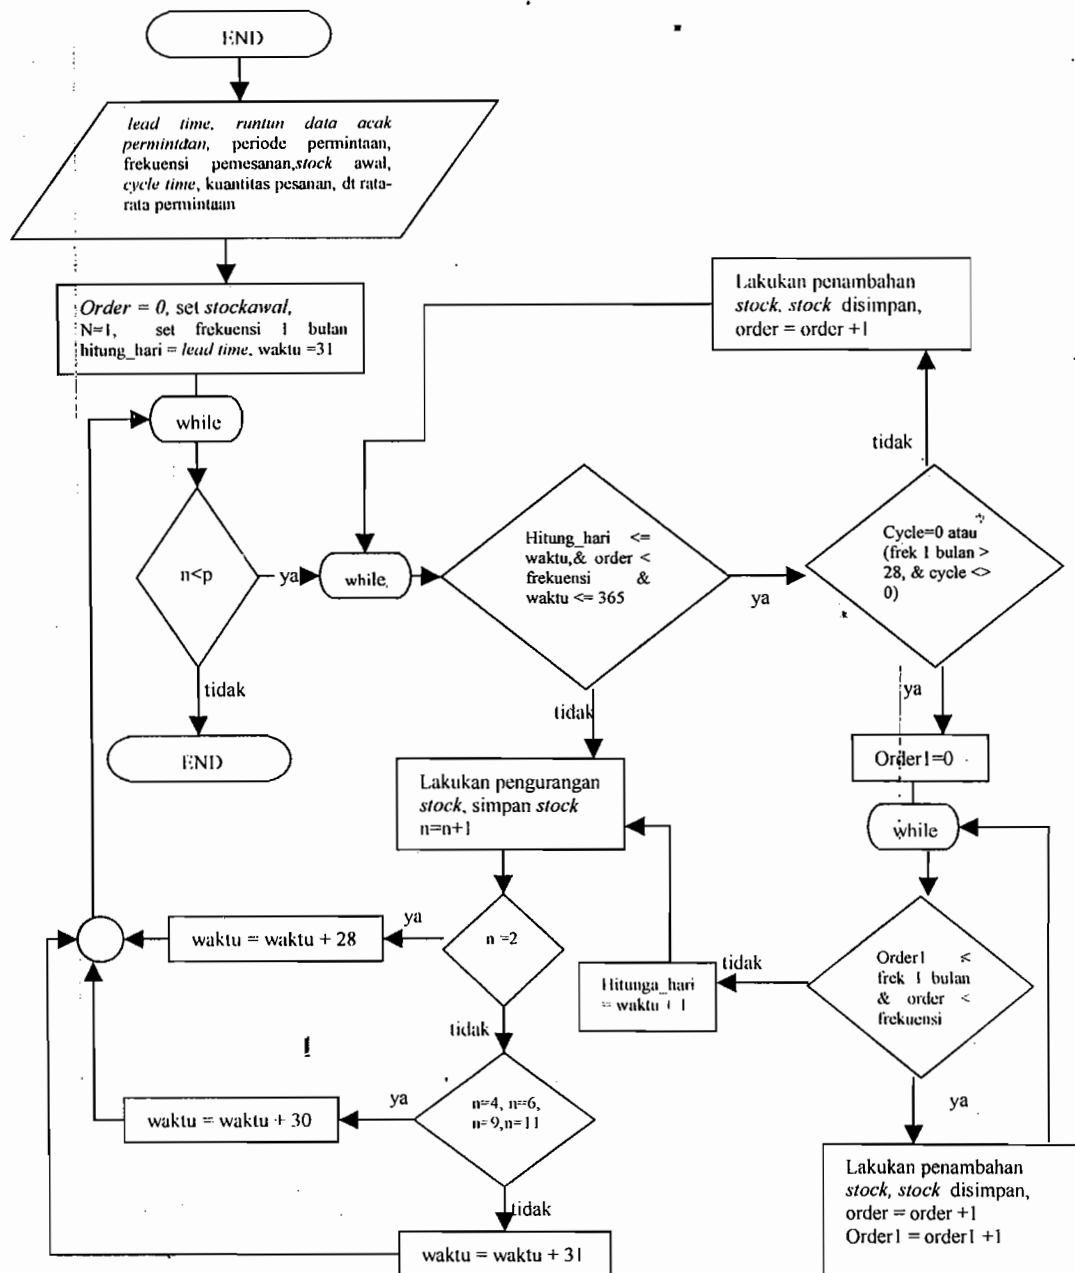 END
lead time, runtun data acak
permintdan, periode permintaan,
frekuensi pemesanan,stock awal,
cycle time, kuantitas pesanan, dt rata-
rata permintaan
Order = 0, set stockawal,
N=1, set frekuensi 1 bulan
hitung_hari = lead time, waktu =31
while
n<p
ya
tidak
END
while
Hitung_hari <=
waktu,& order <
frekuensi &
waktu <= 365
ya
tidak
Lakukan penambahan
stock, stock disimpan,
order = order +1
tidak
Cycle=0 atau
(frek 1 bulan >
28, & cycle <>
0)
ya
Order1=0
while
Order1 <
frek 1 bulan
& order <
frekuensi
tidak
Hitunga_hari
= waktu + 1
ya
Lakukan penambahan
stock, stock disimpan,
order = order +1
Order1 = order1 +1
Lakukan pengurangan
stock, simpan stock
n=n+1
n =2
ya
waktu = waktu + 28
tidak
n=4, n=6,
n=9,n=11
ya
waktu = waktu + 30
tidak
waktu = waktu + 31